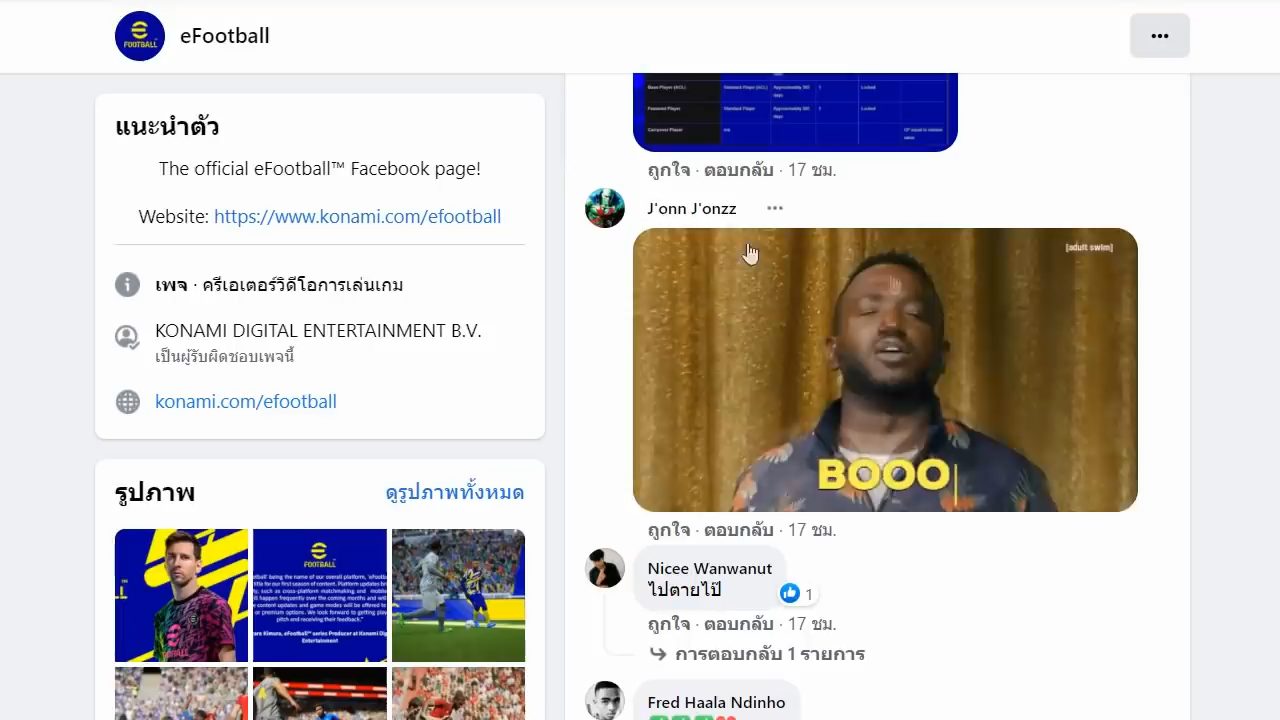 eFootball
แนะนำตัว
The official eFootball™ Facebook page!
Website: https://www.konami.com/efootball
เพจ · ครีเอเตอร์วิดีโอการเล่นเกม
KONAMI DIGITAL ENTERTAINMENT B.V.
เป็นผู้รับผิดชอบเพจนี้
konami.com/efootball
รูปภาพ
ดูรูปภาพทั้งหมด
FOOTBALL
ถูกใจ · ตอบกลับ · 17 ชม.
J'onn J'onzz
[adult swim]
BOOO
ถูกใจ · ตอบกลับ · 17 ชม.
Nicee Wanwanut
1
ถูกใจ · ตอบกลับ · 17 ชม.
การตอบกลับ 1 รายการ
Fred Haala Ndinho